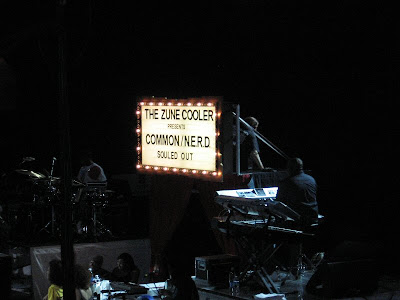 THE ZUNE COOLER
PRESENTS
COMMON/N.E.R.D
SOULED OUT